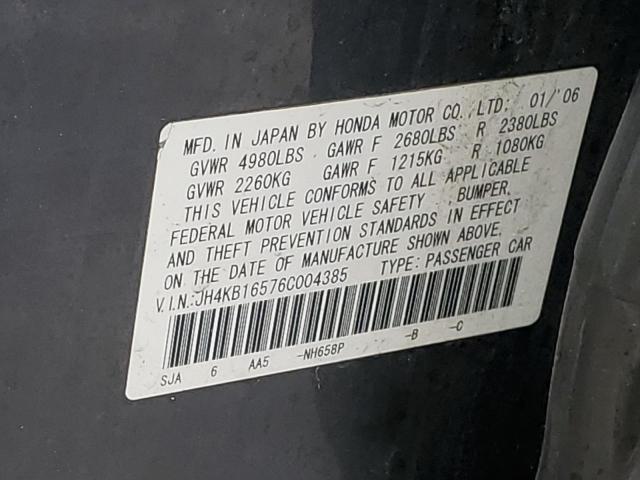 MFD. IN JAPAN BY HONDA MOTOR CO., LTD. 01/'06
GVWR 4980LBS GAWR F 2680LBS R 2380LBS
GVWR 2260KG GAWR F 1215KG R 1080KG
THIS VEHICLE CONFORMS TO ALL APPLICABLE
FEDERAL MOTOR VEHICLE SAFETY, BUMPER,
AND THEFT PREVENTION STANDARDS IN EFFECT
ON THE DATE OF MANUFACTURE SHOWN ABOVE.
V.I.N.:JH4KB16576C004385 TYPE: PASSENGER CAR
SJA 6 AA5 -NH658P -B -C